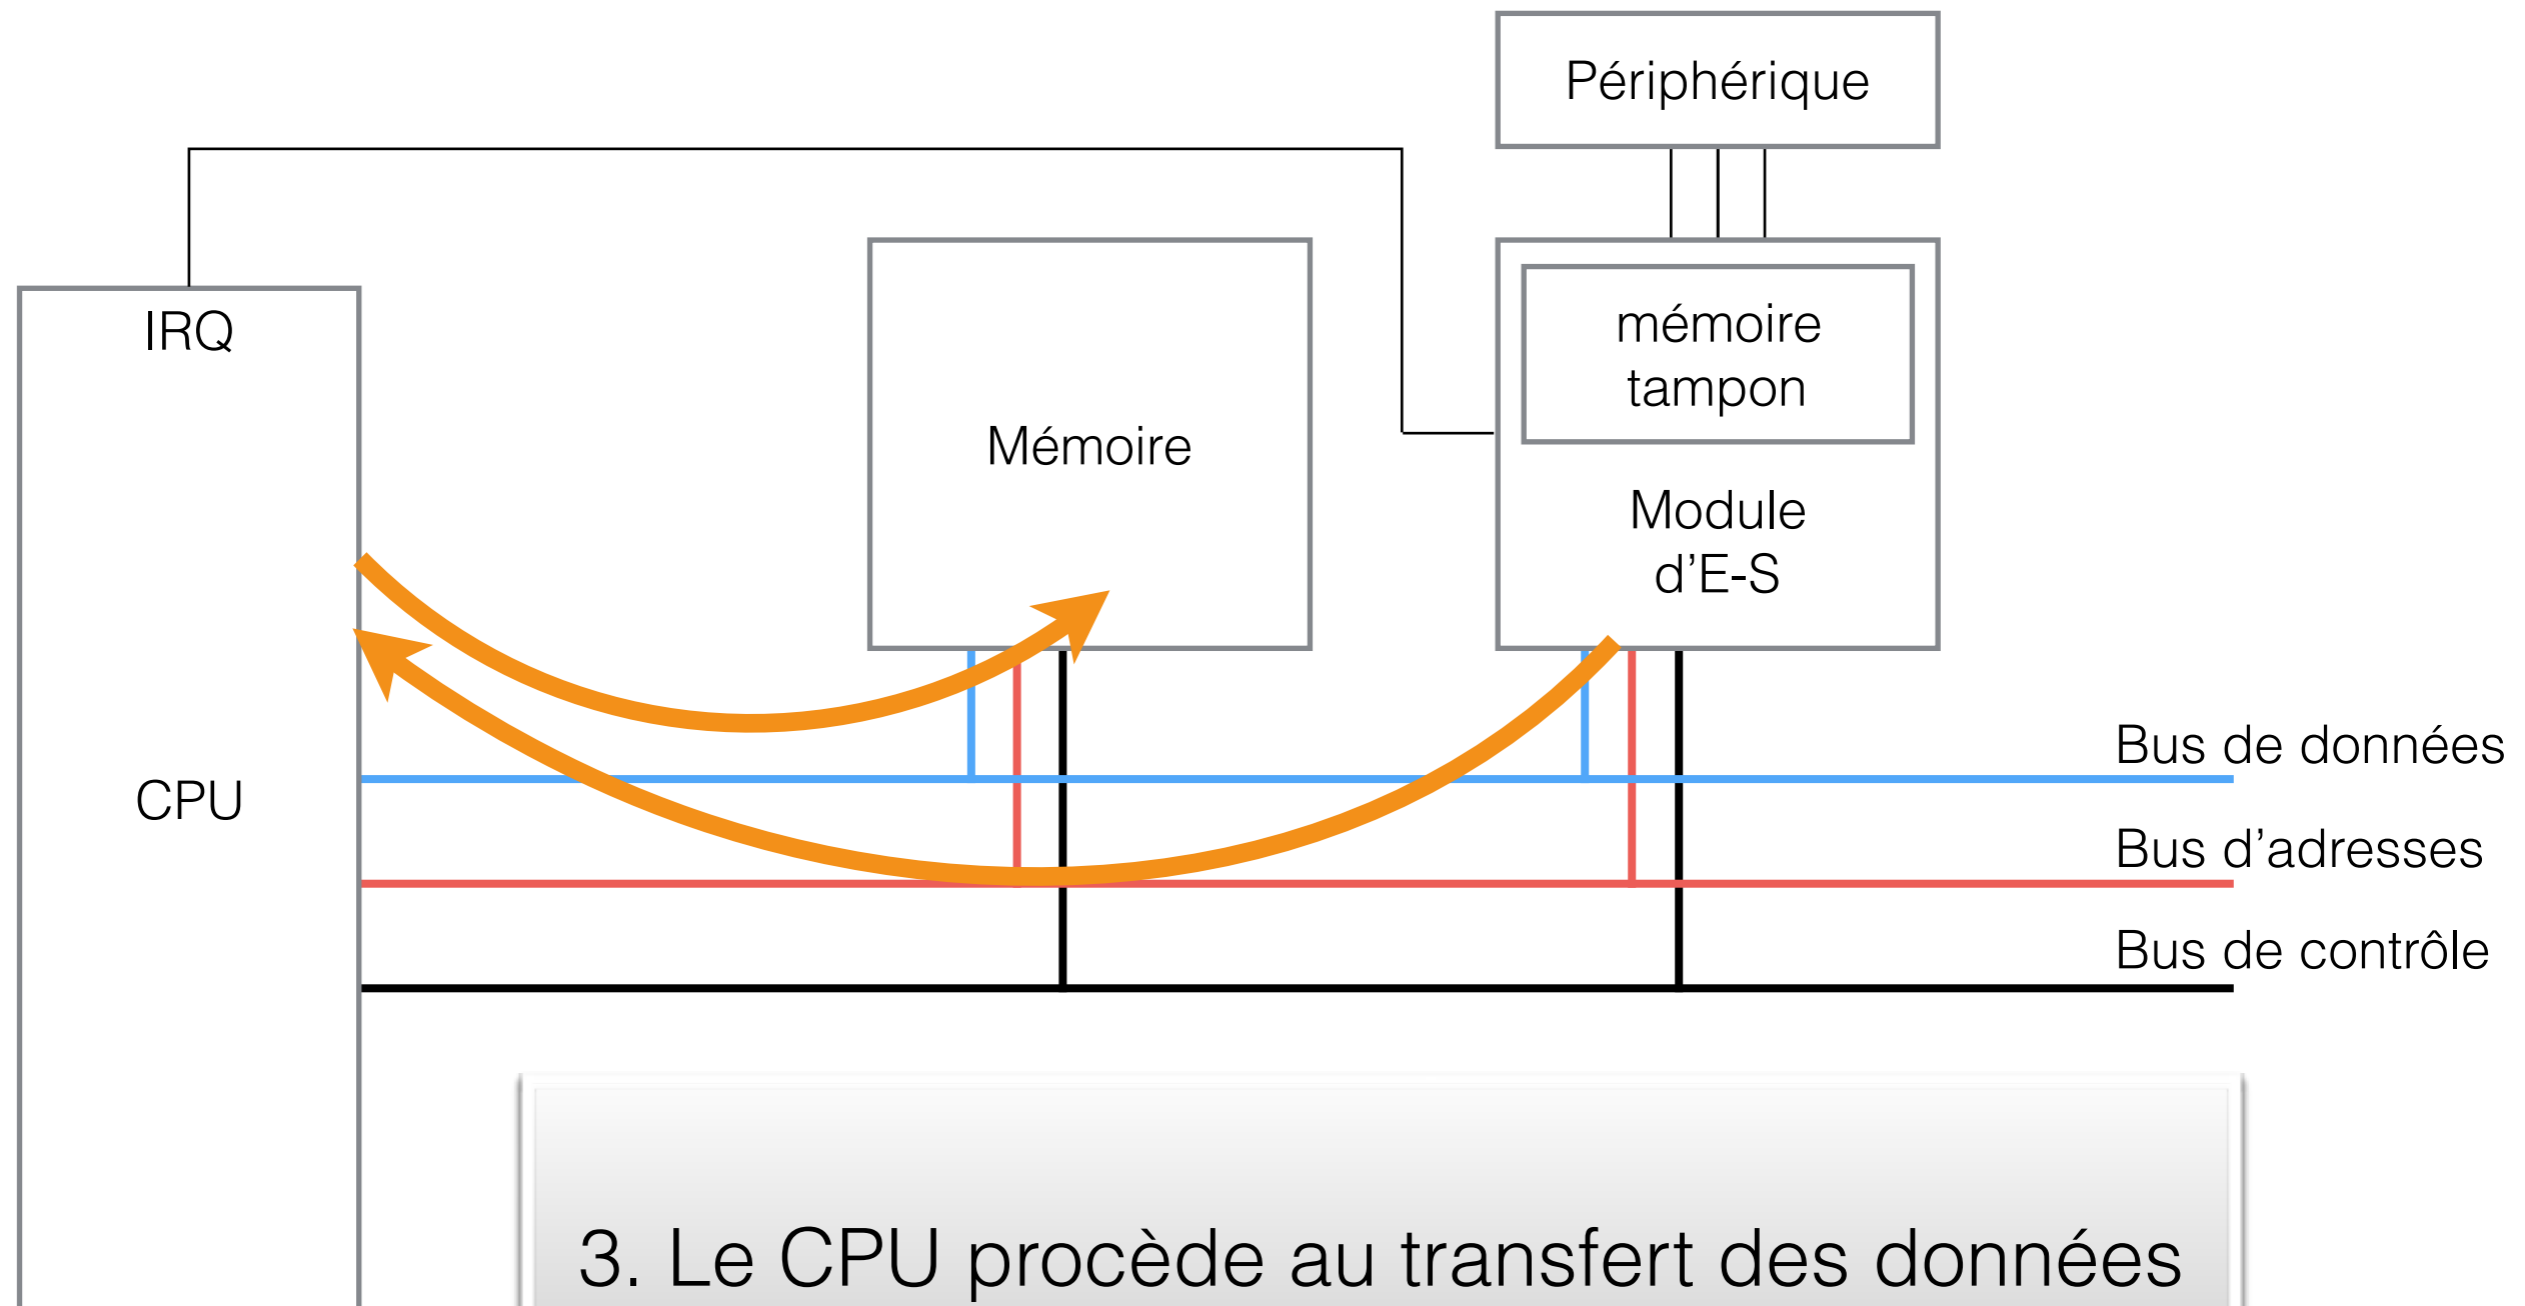 Périphérique
IRQ
mémoire
tampon
Mémoire
Module
d’E-S
Bus de données
CPU
Bus d’adresses
Bus de contrôle
3. Le CPU procède au transfert des données